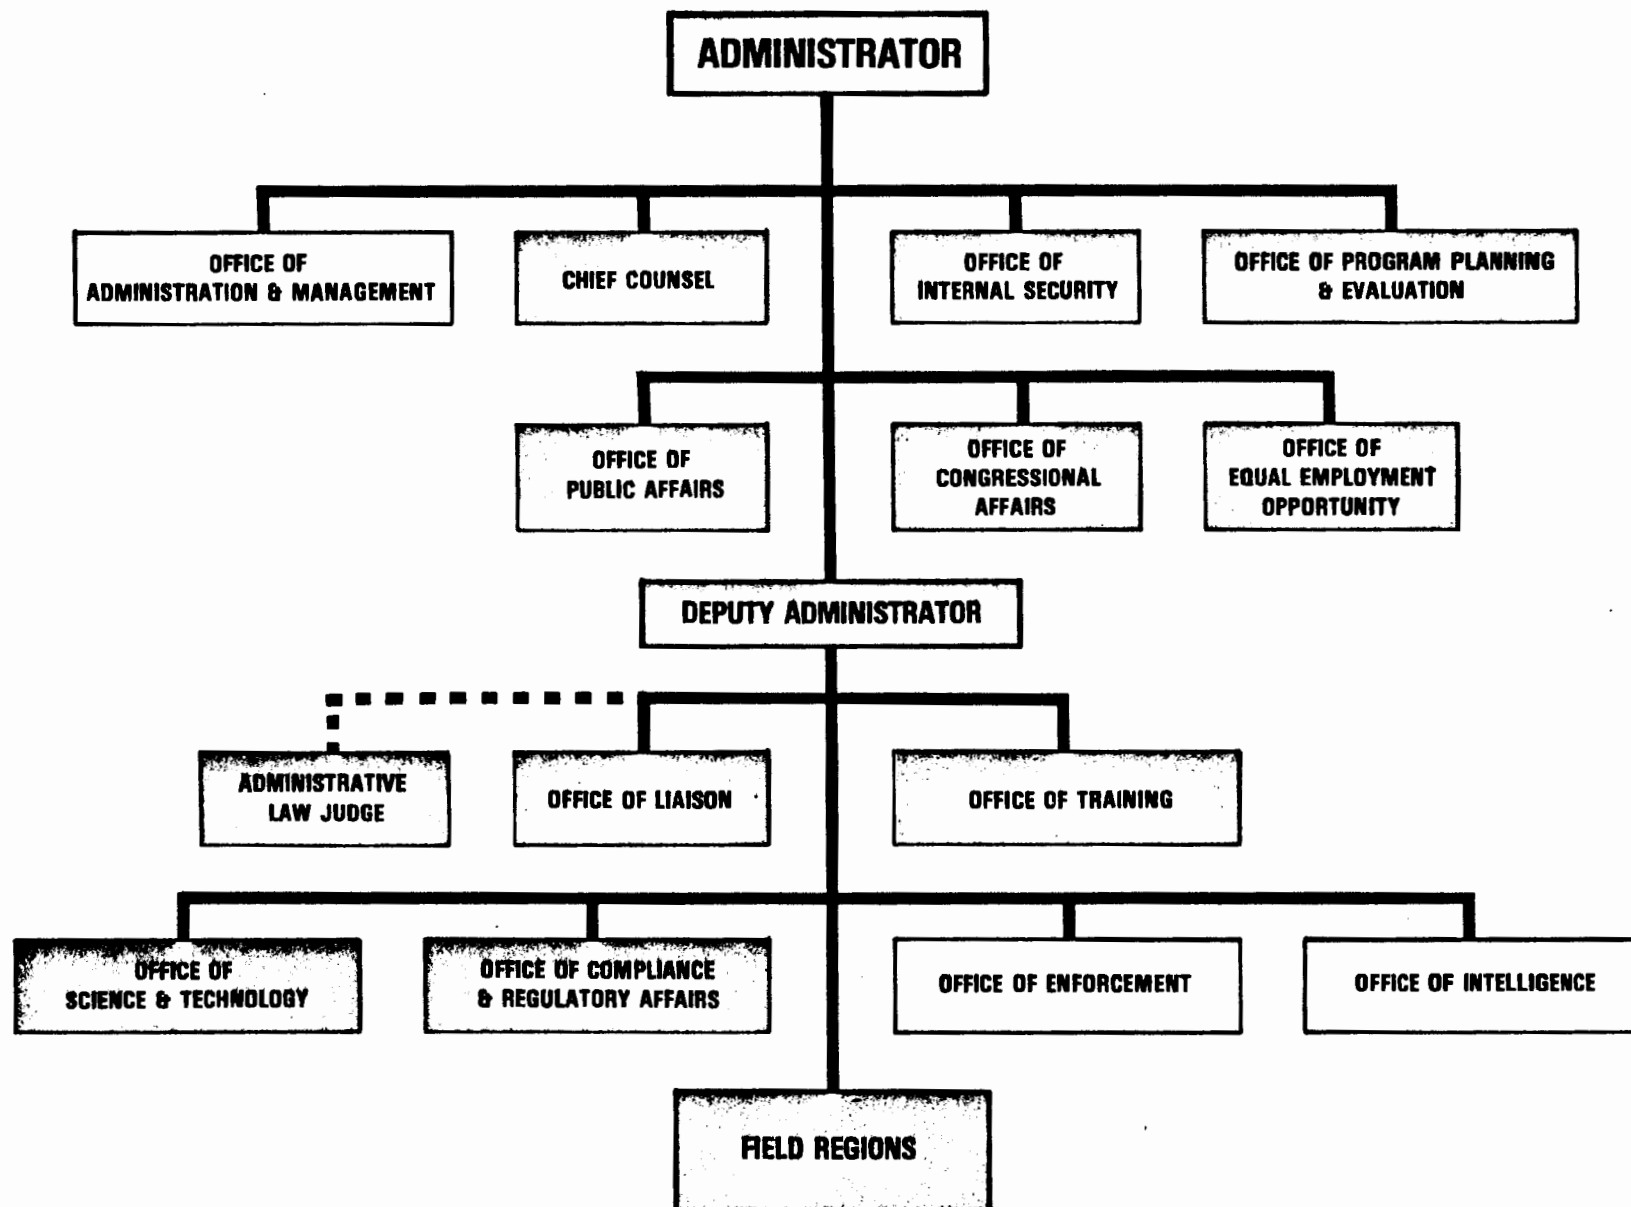 ADMINISTRATOR
OFFICE OF
ADMINISTRATION & MANAGEMENT
CHIEF COUNSEL
OFFICE OF
INTERNAL SECURITY
OFFICE OF PROGRAM PLANNING
& EVALUATION
OFFICE OF
PUBLIC AFFAIRS
OFFICE OF
CONGRESSIONAL
AFFAIRS
OFFICE OF
EQUAL EMPLOYMENT
OPPORTUNITY
DEPUTY ADMINISTRATOR
ADMINISTRATIVE
LAW JUDGE
OFFICE OF LIAISON
OFFICE OF TRAINING
OFFICE OF
SCIENCE & TECHNOLOGY
OFFICE OF COMPLIANCE
& REGULATORY AFFAIRS
OFFICE OF ENFORCEMENT
OFFICE OF INTELLIGENCE
FIELD REGIONS